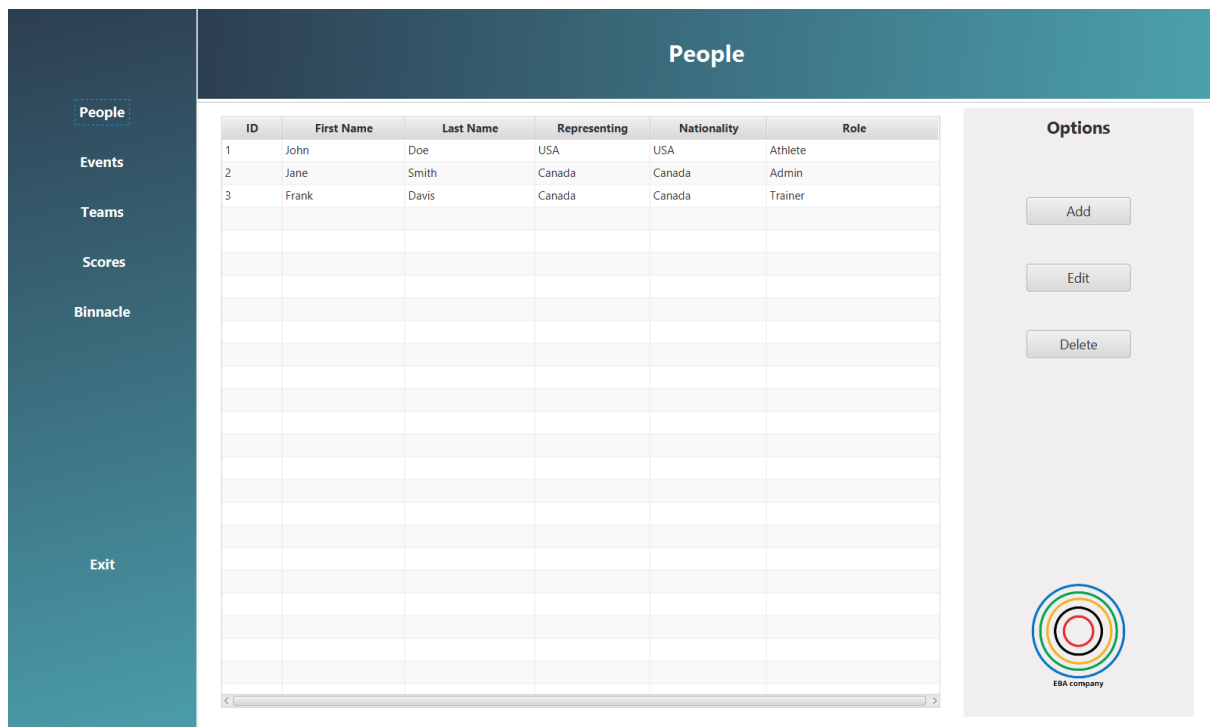 People
People
Events
Teams
Scores
Binnacle
Exit
ID First Name Last Name Representing Nationality Role
1 John Doe USA USA Athlete
2 Jane Smith Canada Canada Admin
3 Frank Davis Canada Canada Trainer
Options
Add
Edit
Delete
EBA company